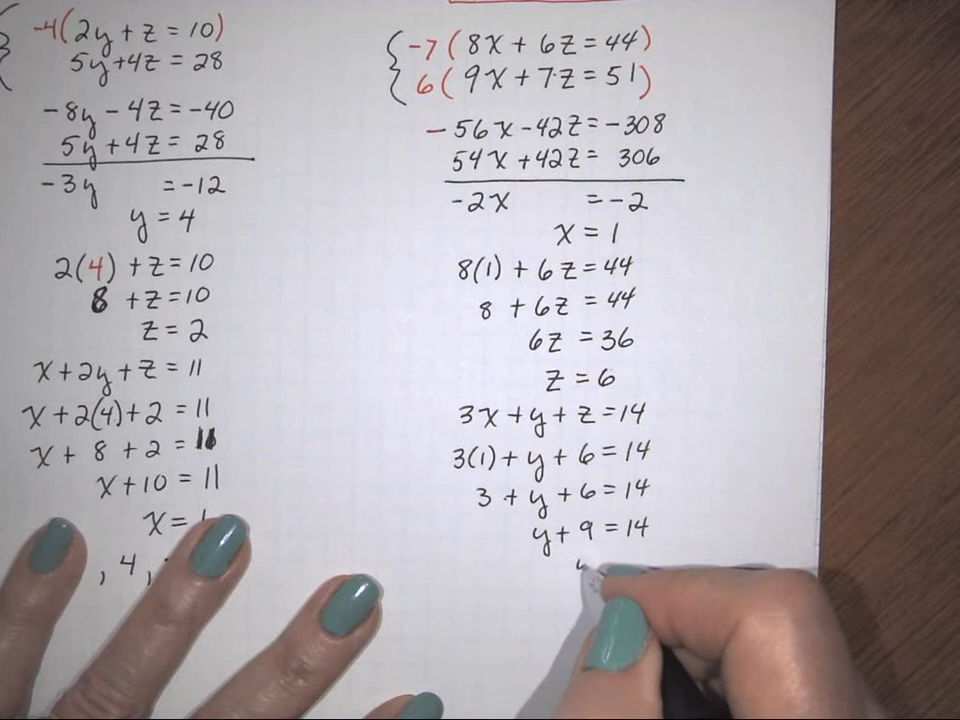 -4(2y + z = 10)
5y + 4z = 28
-8y - 4z = -40
5y + 4z = 28
-3y = -12
y = 4
2(4) + z = 10
8 + z = 10
z = 2
x + 2y + z = 11
x + 2(4) + 2 = 11
x + 8 + 2 = 11
x + 10 = 11
x =
, 4,
-7(8x + 6z = 44)
6(9x + 7z = 51)
-56x - 42z = -308
54x + 42z = 306
-2x = -2
x = 1
8(1) + 6z = 44
8 + 6z = 44
6z = 36
z = 6
3x + y + z = 14
3(1) + y + 6 = 14
3 + y + 6 = 14
y + 9 = 14